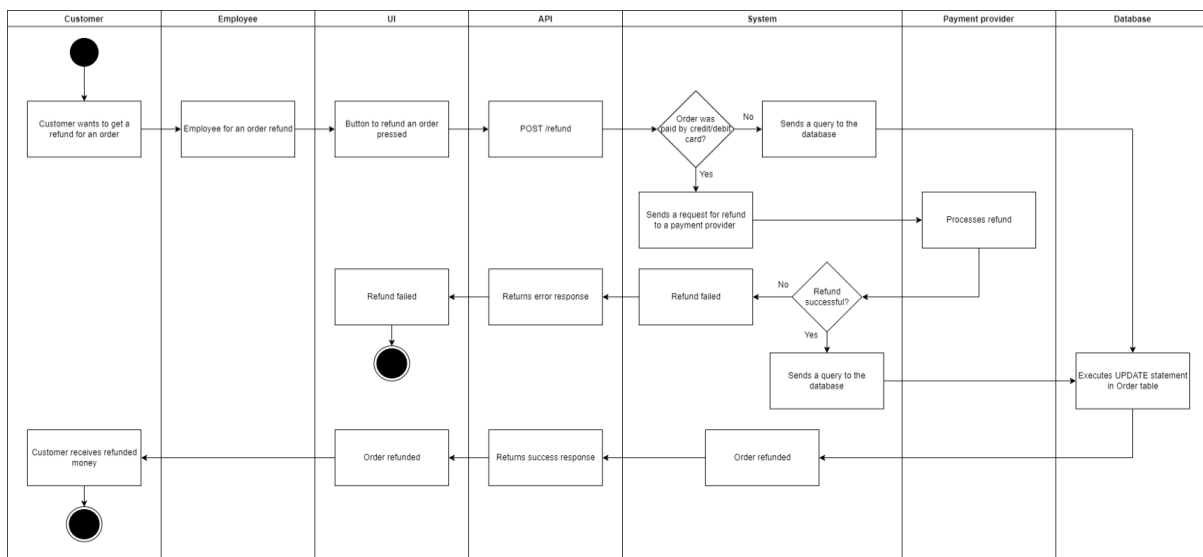 Customer
Employee
UI
API
System
Payment provider
Database
Customer wants to get a
refund for an order
Employee for an order refund
Button to refund an order
pressed
POST /refund
Order was
paid by credit/debit
card?
No
Sends a query to the
database
Yes
Sends a request for refund
to a payment provider
Processes refund
Refund failed
Returns error response
Refund failed
No
Refund
successful?
Yes
Sends a query to the
database
Executes UPDATE statement
in Order table
Customer receives refunded
money
Order refunded
Returns success response
Order refunded